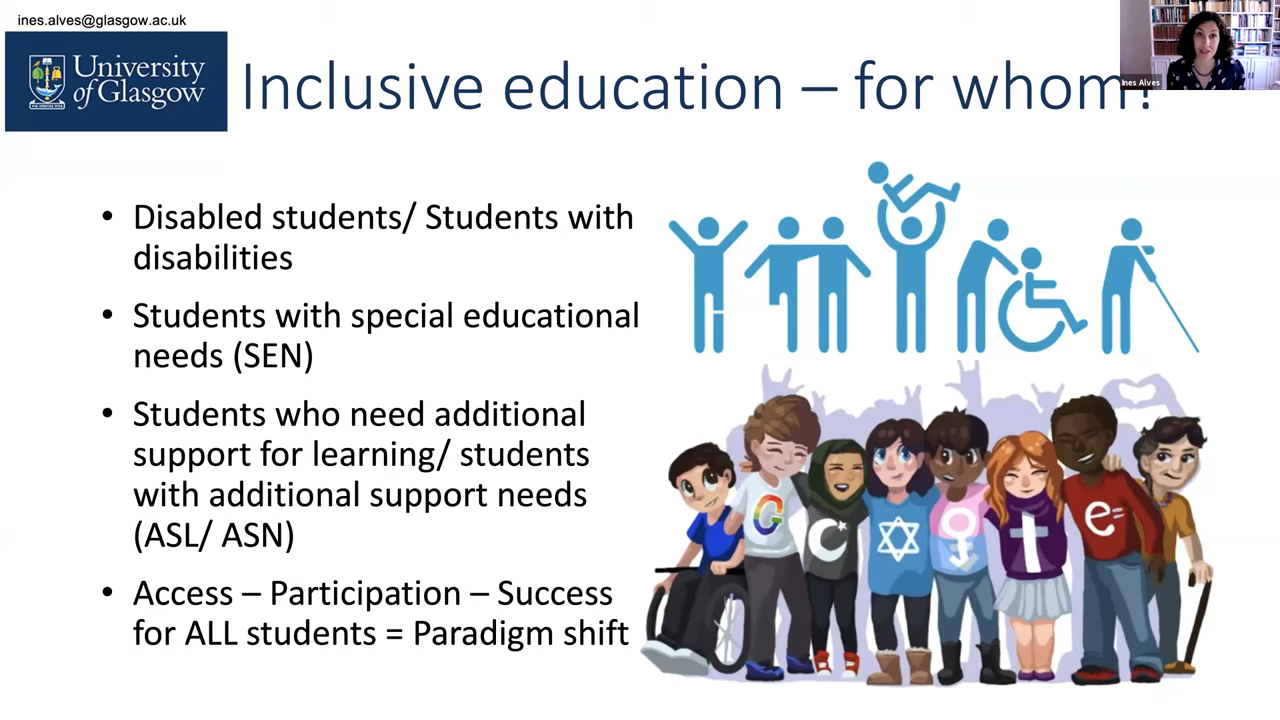 ines.alves@glasgow.ac.uk
University
of Glasgow
Inclusive education – for whom?
Ines Alves
• Disabled students/ Students with
disabilities
• Students with special educational
needs (SEN)
• Students who need additional
support for learning/ students
with additional support needs
(ASL/ ASN)
• Access – Participation – Success
for ALL students = Paradigm shift
G
e=